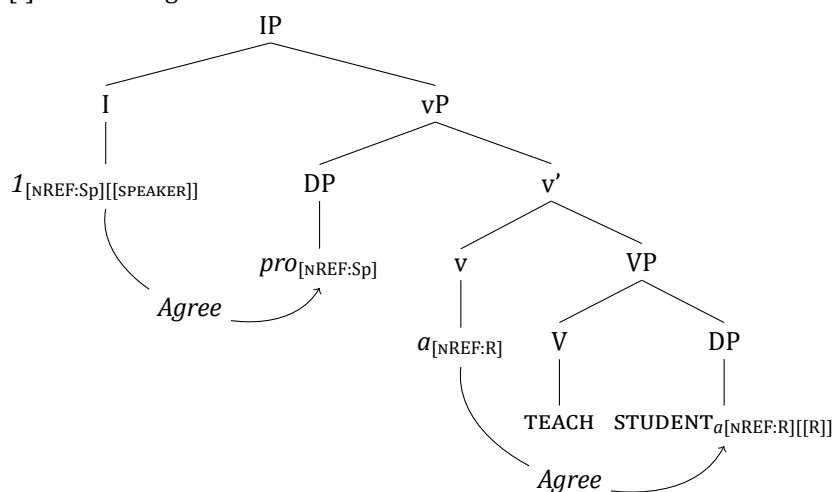 IP
I vP
1[NREF:Sp][[SPEAKER]] DP v’
pro[NREF:Sp] v VP
Agree
a[NREF:R] V DP
TEACH STUDENTa[NREF:R][[R]]
Agree